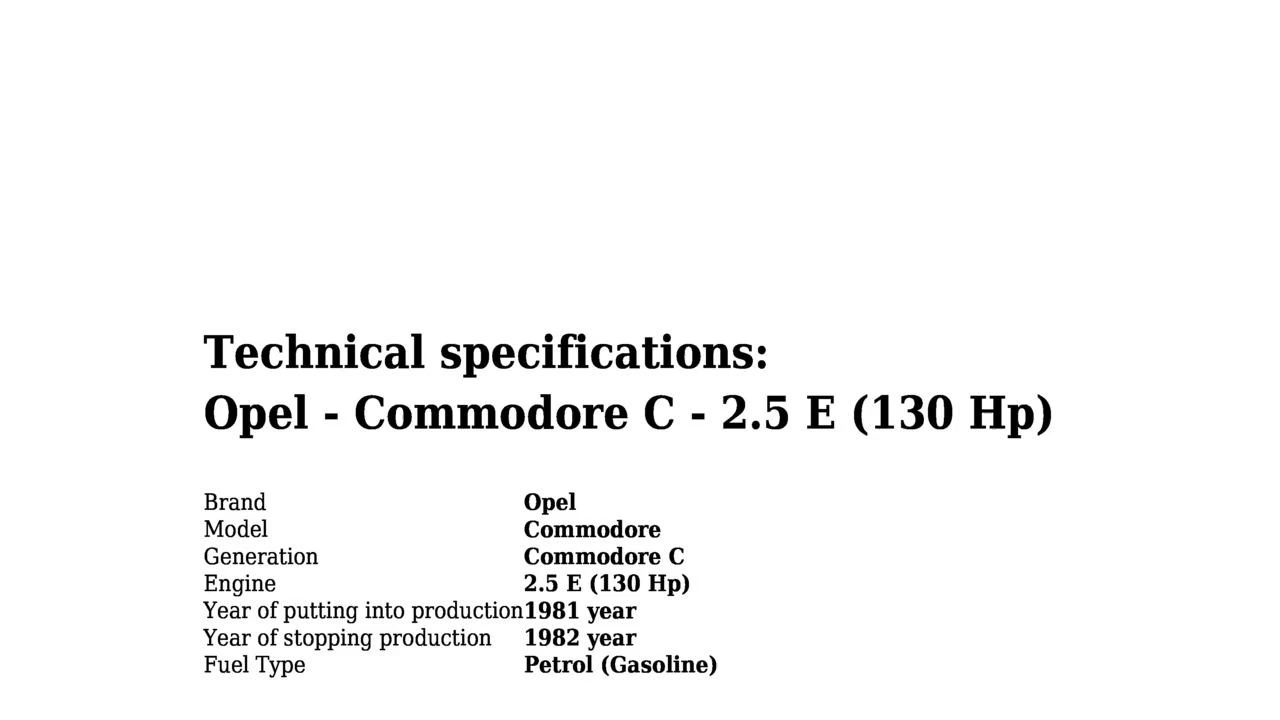 Technical specifications:
Opel - Commodore C - 2.5 E (130 Hp)
Brand Opel
Model Commodore
Generation Commodore C
Engine 2.5 E (130 Hp)
Year of putting into production 1981 year
Year of stopping production 1982 year
Fuel Type Petrol (Gasoline)